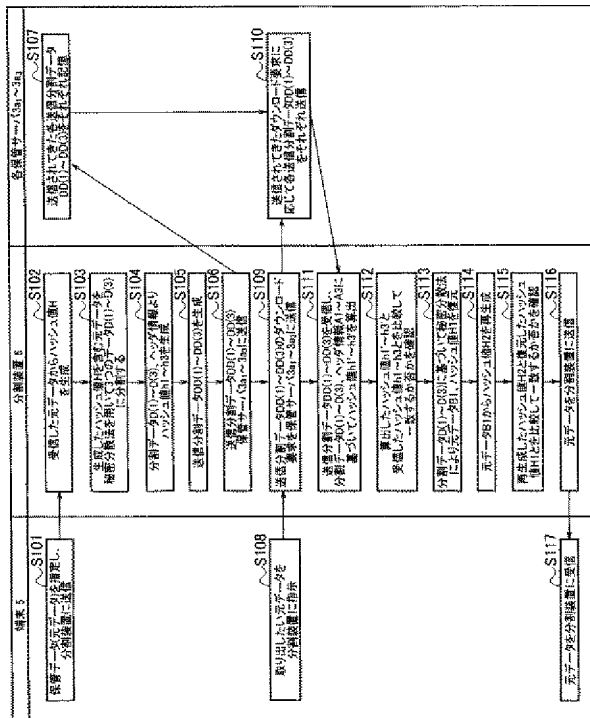 端末 5
S101
保管データ(元データ)を指定し、
分割装置に送信
S108
取り出したい元データを
分割装置に指示
S117
元データを分割装置に受信
分割装置 6
S102
受信した元データからハッシュ値H
を生成
S103
生成したハッシュ値Hを含む元データを
秘密分散法を用いて3つのデータD(1)~D(3)
に分割する
S104
分割データD(1)~D(3)、ヘッダ情報より
ハッシュ値h1~h3を生成
S105
送信分割データDD(1)~DD(3)を生成
S106
送信分割データDD(1)~DD(3)
保管サーバ(3a₁~3a₃)に送信
S109
送信分割データDD(1)~DD(3)のダウンロード
要求を保管サーバ(3a₁~3a₃)に送信
S111
送信分割データDD(1)~DD(3)を受信し、
分割データD(1)~D(3)、ヘッダ情報A1~A3に
基づいてハッシュ値h1'~h3'を算出
S112
算出したハッシュ値h1'~h3'と
受信したハッシュ値h1~h3とを比較して
一致するか否かを確認
S113
分割データD(1)~D(3)に基づいて秘密分散法
により元データB1、ハッシュ値H1を復元
S114
元データB1からハッシュ値H2を再生成
S115
再生成したハッシュ値H2と復元したハッシュ
値H1とを比較して一致するか否かを確認
S116
元データを分割装置に送信
各保管サーバ3a₁~3a₃
S107
送信されてきた各送信分割データ
DD(1)~DD(3)をそれぞれ記憶
S110
送信されてきたダウンロード要求に
応じて各送信分割データDD(1)~DD(3)
をそれぞれ送信